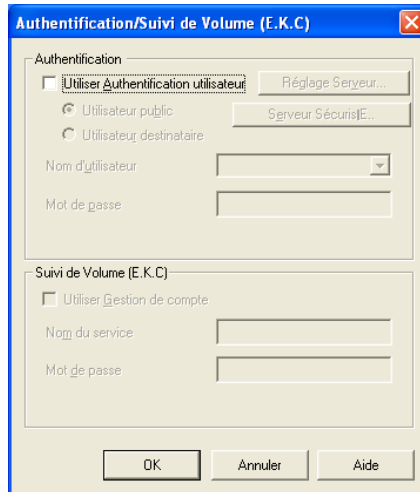 Authentification/Suivi de Volume (E.K.C)
Authentification
Utiliser Authentification utilisateur
Réglage Serveur...
Utilisateur public
Serveur SécurisÌE..
Utilisateur destinataire
Nom d'utilisateur
Mot de passe
Suivi de Volume (E.K.C)
Utiliser Gestion de compte
Nom du service
Mot de passe
OK
Annuler
Aide